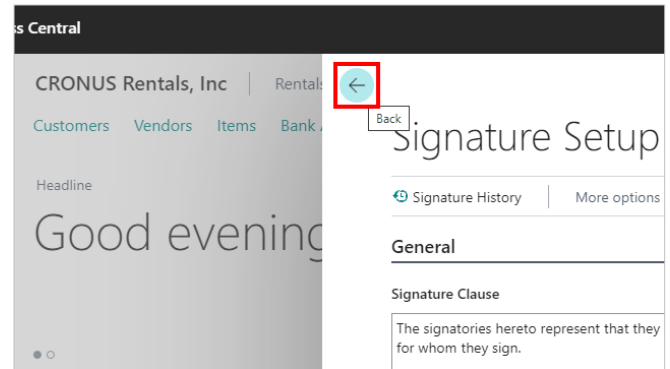 ss Central
CRONUS Rentals, Inc Rentals
Customers Vendors Items Bank
Back
Signature Setup
Headline
Signature History More options
Good evening
General
Signature Clause
The signatories hereto represent that they
for whom they sign.